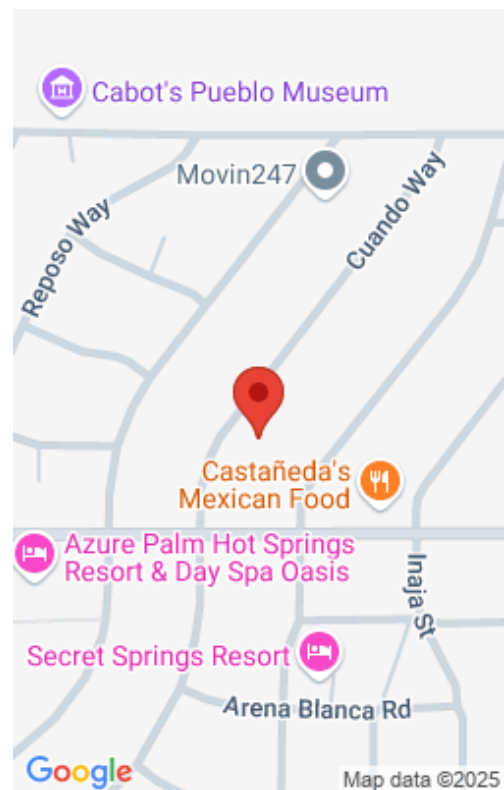 Cabot's Pueblo Museum
Movin247
Cuando Way
Reposo Way
Castañeda's
Mexican Food
Azure Palm Hot Springs
Resort & Day Spa Oasis
Inaja St
Secret Springs Resort
Arena Blanca Rd
Google
Map data ©2025